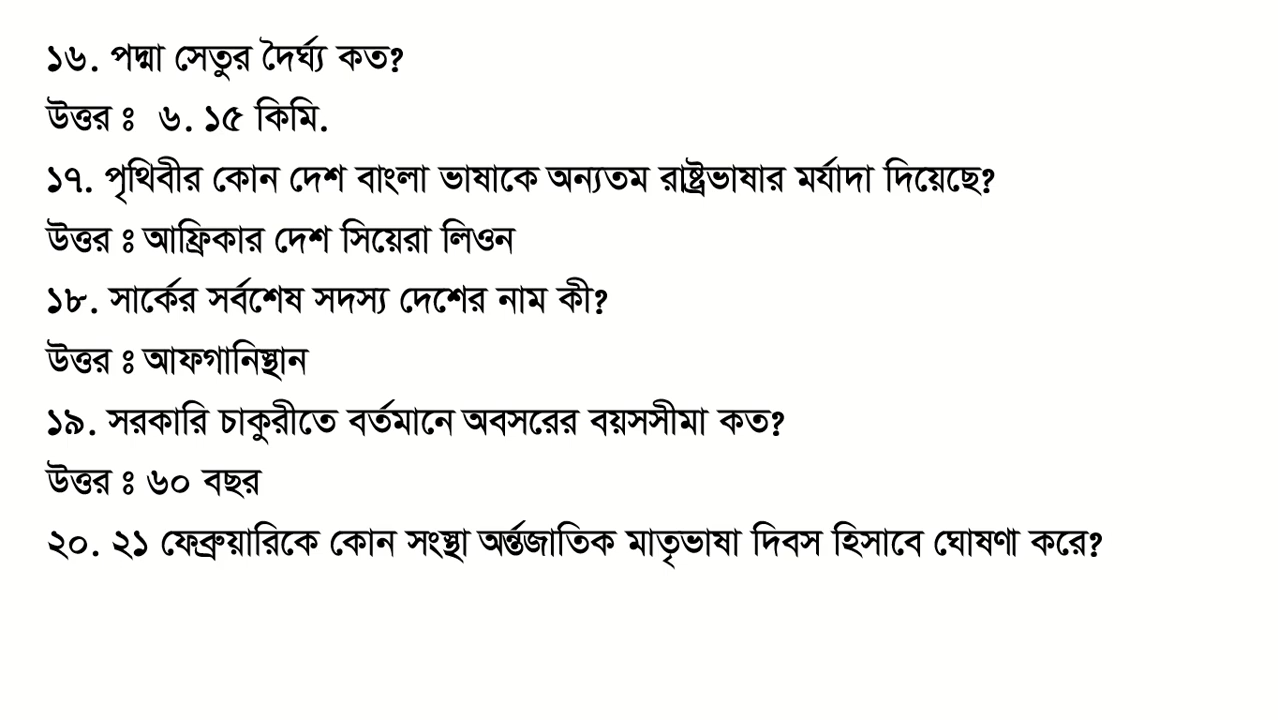 ১৬. পদ্মা সেতুর দৈর্ঘ্য কত?
উত্তর ঃ ৬. ১৫ কিমি.
১৭. পৃথিবীর কোন দেশ বাংলা ভাষাকে অন্যতম রাষ্ট্রভাষার মর্যাদা দিয়েছে?
উত্তর ঃ আফ্রিকার দেশ সিয়েরা লিওন
১৮. সার্কের সর্বশেষ সদস্য দেশের নাম কী?
উত্তর ঃ আফগানিস্থান
১৯. সরকারি চাকুরীতে বর্তমানে অবসরের বয়সসীমা কত?
উত্তর ঃ ৬০ বছর
২০. ২১ ফেব্রুয়ারিকে কোন সংস্থা অর্ন্তজাতিক মাতৃভাষা দিবস হিসাবে ঘোষণা করে?